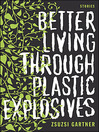 STORIES
BETTER
LIVING
THROUGH
PLASTIC
EXPLOSIVES
ZSUZSI GARTNER